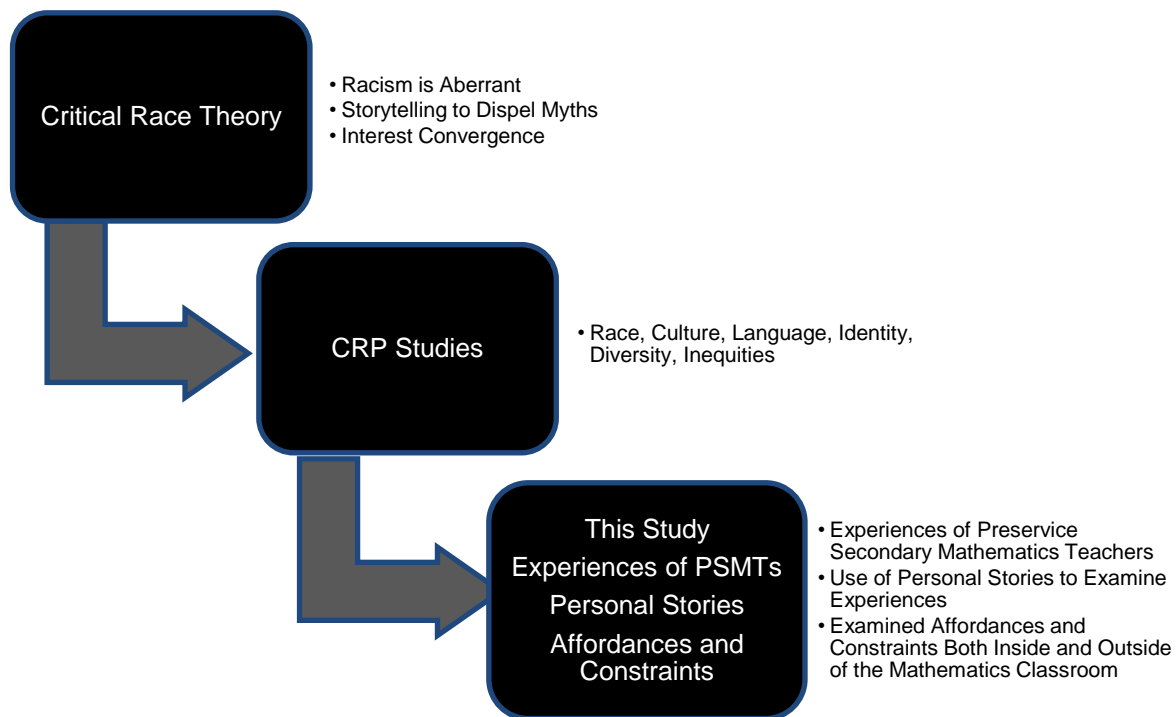 Critical Race Theory
• Racism is Aberrant
• Storytelling to Dispel Myths
• Interest Convergence
CRP Studies
• Race, Culture, Language, Identity,
Diversity, Inequities
This Study
Experiences of PSMTs
Personal Stories
Affordances and
Constraints
• Experiences of Preservice
Secondary Mathematics Teachers
• Use of Personal Stories to Examine
Experiences
• Examined Affordances and
Constraints Both Inside and Outside
of the Mathematics Classroom